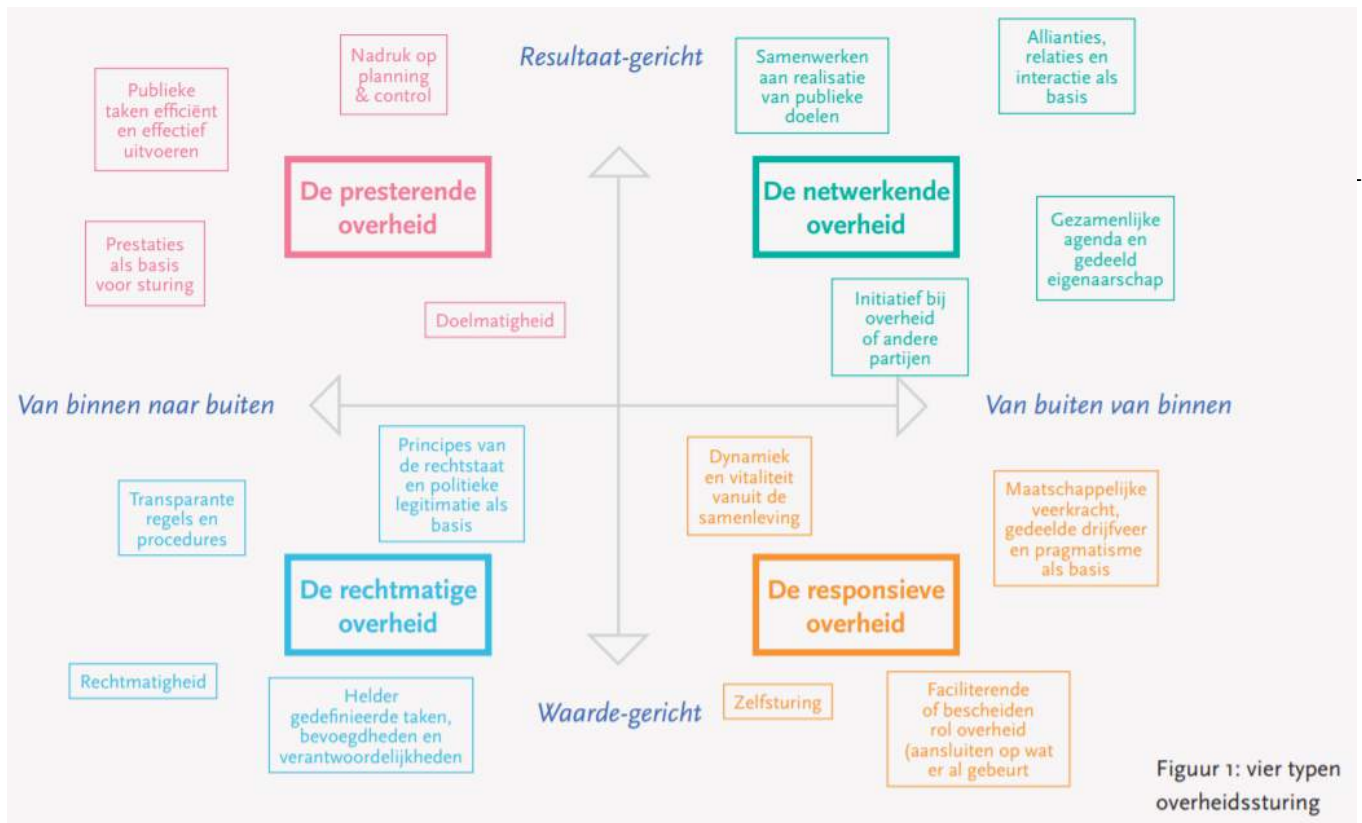 Resultaat-gericht
Nadruk op
planning
& control
Publieke
taken efficiënt
en effectief
uitvoeren
De presterende
overheid
Prestaties
als basis
voor sturing
Doelmatigheid
Samenwerken
aan realisatie
van publieke
doelen
Allianties,
relaties en
interactie als
basis
De netwerkende
overheid
Gezamenlijke
agenda en
gedeeld
eigenaarschap
Initiatief bij
overheid
of andere
partijen
Van binnen naar buiten
Van buiten van binnen
Principes van
de rechtstaat
en politieke
legitimatie als
basis
Transparante
regels en
procedures
De rechtmatige
overheid
Rechtmatigheid
Helder
gedefinieerde taken,
bevoegdheden en
verantwoordelijkheden
Dynamiek
en vitaliteit
vanuit de
samenleving
Maatschappelijke
veerkracht,
gedeelde drijfveer
en pragmatisme
als basis
De responsieve
overheid
Zelfsturing
Faciliterende
of bescheiden
rol overheid
(aansluiten op wat
er al gebeurt
Waarde-gericht
Figuur 1: vier typen
overheidssturing